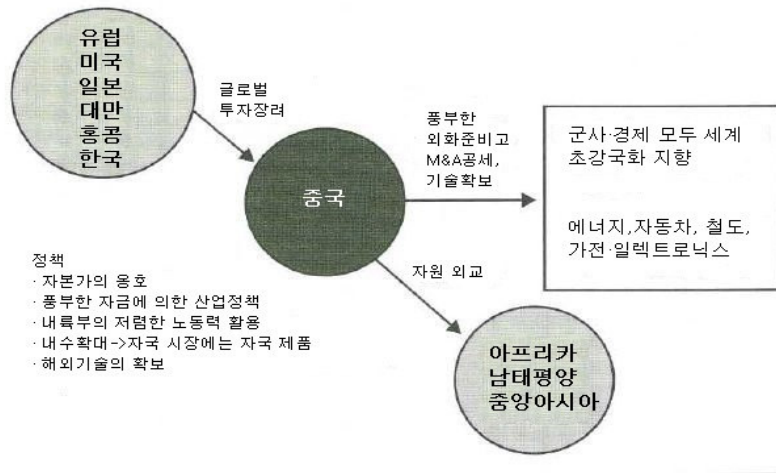 유럽
미국
일본
대만
홍콩
한국
글로벌
투자장려
중국
풍부한
외화준비고
M&A공세,
기술확보
군사·경제 모두 세계
초강국화 지향
에너지,자동차, 철도,
가전·일렉트로닉스
정책
· 자본가의 옹호
· 풍부한 자금에 의한 산업정책
· 내륙부의 저렴한 노동력 활용
· 내수확대->자국 시장에는 자국 제품
· 해외기술의 확보
자원 외교
아프리카
남태평양
중앙아시아